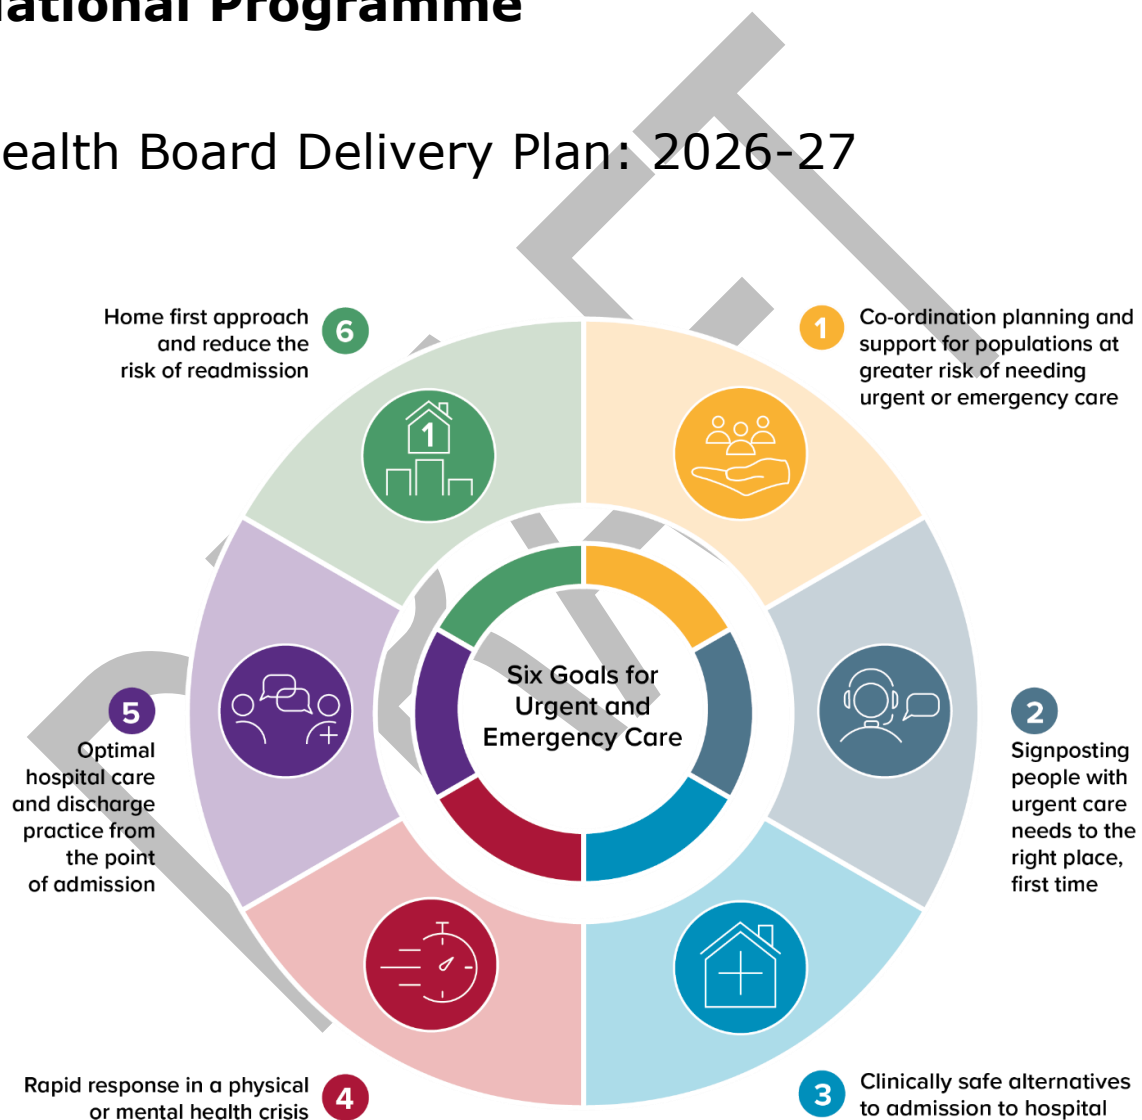 ational Programme
ealth Board Delivery Plan: 2026-27
DRAFT
6
Home first approach
and reduce the
risk of readmission
1
1
Co-ordination planning and
support for populations at
greater risk of needing
urgent or emergency care
Six Goals for
Urgent and
Emergency Care
5
Optimal
hospital care
and discharge
practice from
the point
of admission
2
Signposting
people with
urgent care
needs to the
right place,
first time
4
Rapid response in a physical
or mental health crisis
3
Clinically safe alternatives
to admission to hospital